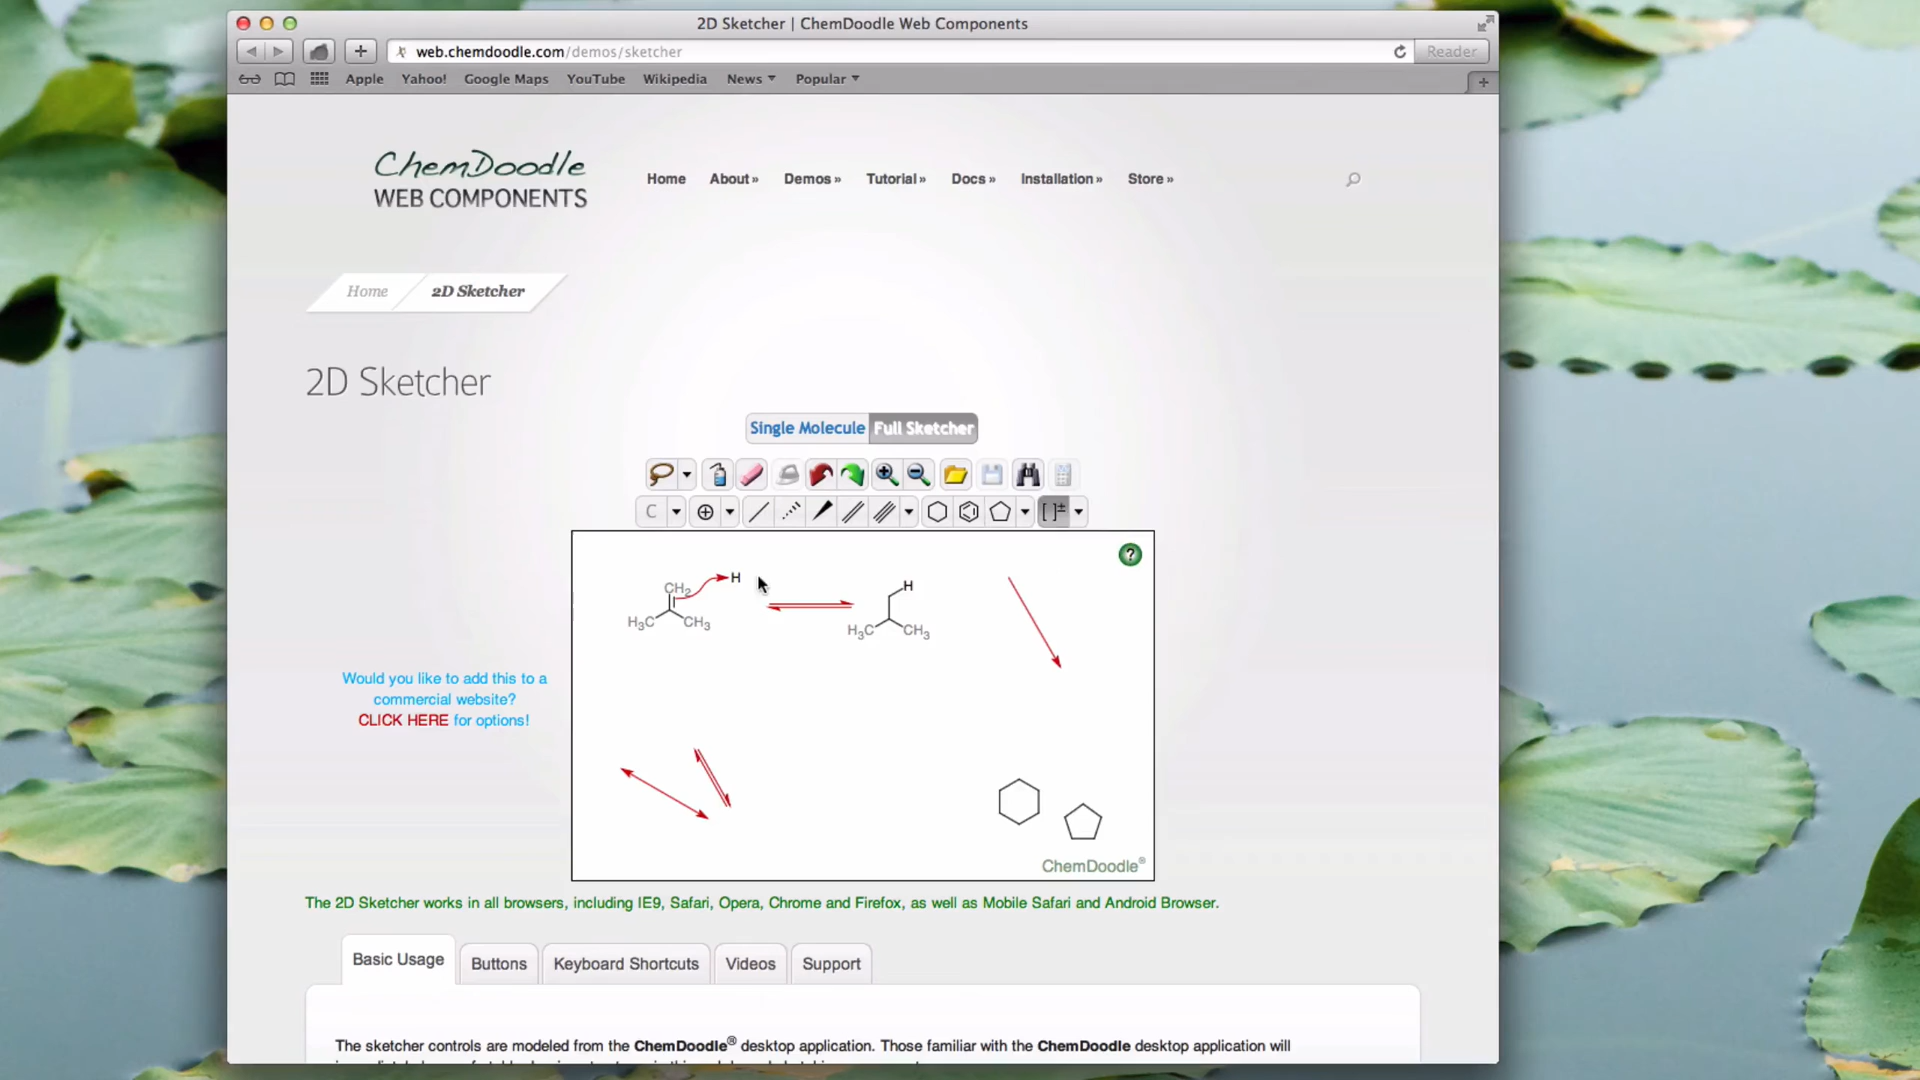 2D Sketcher | ChemDoodle Web Components
web.chemdoodle.com/demos/sketcher
Reader
Apple Yahoo! Google Maps YouTube Wikipedia News Popular
ChemDoodle
WEB COMPONENTS
Home About» Demos» Tutorial» Docs» Installation» Store»
Home 2D Sketcher
2D Sketcher
Single Molecule Full Sketcher
C [ ]±
?
CH2 H
H3C CH3
H
H3C CH3
Would you like to add this to a
commercial website?
CLICK HERE for options!
ChemDoodle®
The 2D Sketcher works in all browsers, including IE9, Safari, Opera, Chrome and Firefox, as well as Mobile Safari and Android Browser.
Basic Usage Buttons Keyboard Shortcuts Videos Support
The sketcher controls are modeled from the ChemDoodle® desktop application. Those familiar with the ChemDoodle desktop application will